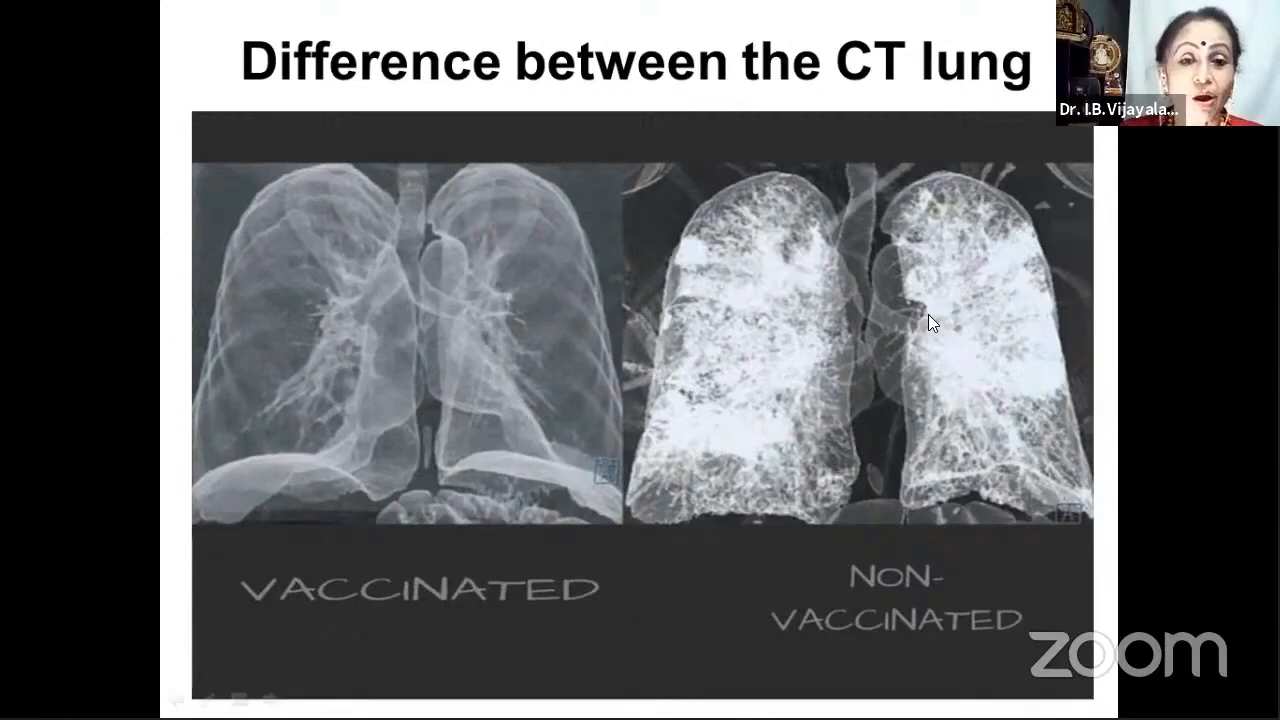 Difference between the CT lung
Dr. I.B.Vijayala...
VACCINATED
NON-
VACCINATED
zoom